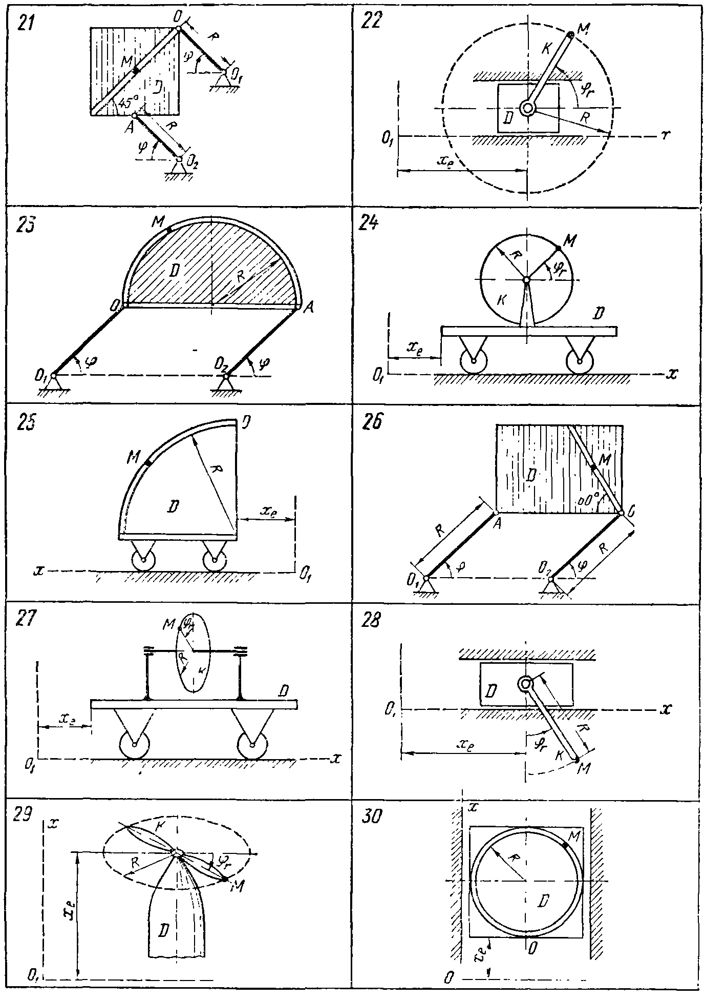 21
O
R
φ
M
O₁
D
45°
A
R
φ
O₂
22
M
K
φᵣ
D
R
O₁
xₑ
23
M
D
R
O
A
φ
O₁
O₂
φ
24
M
R
φᵣ
K
D
xₑ
O₁
x
25
O
M
R
D
xₑ
x
O₁
26
M
D
60°
A
O
R
R
φ
φ
O₁
O₂
27
M
φᵣ
R
K
D
xₑ
O₁
x
28
D
O₁
x
R
xₑ
φᵣ
K
M
29
x
K
R
φᵣ
M
xₑ
D
O₁
30
x
M
R
D
O
xₑ
O